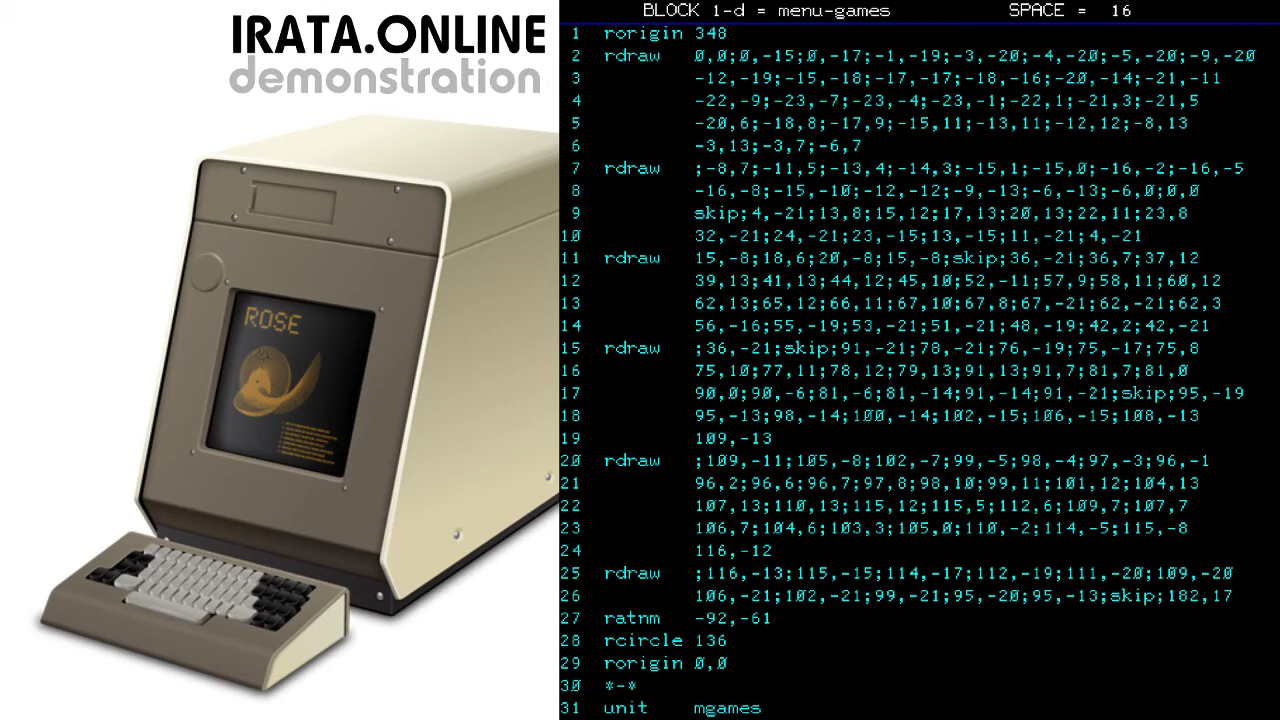 IRATA.ONLINE
demonstration
ROSE
BLOCK 1-d = menu-games SPACE = 16
1 rorigin 348
2 rdraw 0,0;0,-15;0,-17;-1,-19;-3,-20;-4,-20;-5,-20;-9,-20
3 -12,-19;-15,-18;-17,-17;-18,-16;-20,-14;-21,-11
4 -22,-9;-23,-7;-23,-4;-23,-1;-22,1;-21,3;-21,5
5 -20,6;-18,8;-17,9;-15,11;-13,11;-12,12;-8,13
6 -3,13;-3,7;-6,7
7 rdraw ;-8,7;-11,5;-13,4;-14,3;-15,1;-15,0;-16,-2;-16,-5
8 -16,-8;-15,-10;-12,-12;-9,-13;-6,-13;-6,0;0,0
9 skip;4,-21;13,8;15,12;17,13;20,13;22,11;23,8
10 32,-21;24,-21;23,-15;13,-15;11,-21;4,-21
11 rdraw 15,-8;18,6;20,-8;15,-8;skip;36,-21;36,7;37,12
12 39,13;41,13;44,12;45,10;52,-11;57,9;58,11;60,12
13 62,13;65,12;66,11;67,10;67,8;67,-21;62,-21;62,3
14 56,-16;55,-19;53,-21;51,-21;48,-19;42,2;42,-21
15 rdraw ;36,-21;skip;91,-21;78,-21;76,-19;75,-17;75,8
16 75,10;77,11;78,12;79,13;91,13;91,7;81,7;81,0
17 90,0;90,-6;81,-6;81,-14;91,-14;91,-21;skip;95,-19
18 95,-13;98,-14;100,-14;102,-15;106,-15;108,-13
19 109,-13
20 rdraw ;109,-11;105,-8;102,-7;99,-5;98,-4;97,-3;96,-1
21 96,2;96,6;96,7;97,8;98,10;99,11;101,12;104,13
22 107,13;110,13;115,12;115,5;112,6;109,7;107,7
23 106,7;104,6;103,3;105,0;110,-2;114,-5;115,-8
24 116,-12
25 rdraw ;116,-13;115,-15;114,-17;112,-19;111,-20;109,-20
26 106,-21;102,-21;99,-21;95,-20;95,-13;skip;182,17
27 ratnm -92,-61
28 rcircle 136
29 rorigin 0,0
30 *-*
31 unit mgames